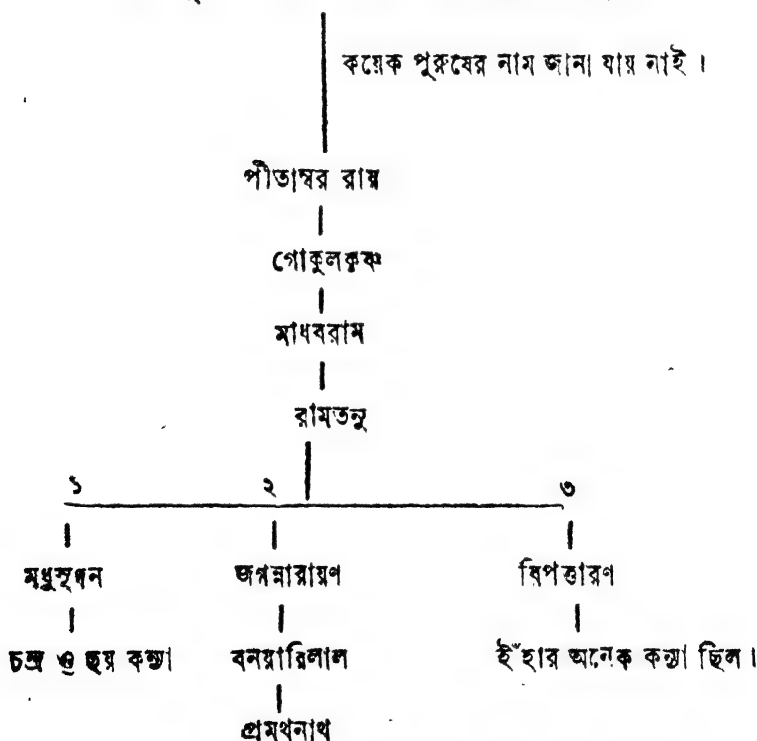 কয়েক পুরুষের নাম জানা যায় নাই।
পীতাম্বর রায়
গোকুলকৃষ্ণ
মাধবরাম
রামতনু
১ ২ ৩
মধুসূদন জগন্নারায়ণ বিপত্তারণ
চন্দ্র ও ছয় কন্যা বনয়ারিলাল ইঁহার অনেক কন্যা ছিল।
প্রমথনাথ